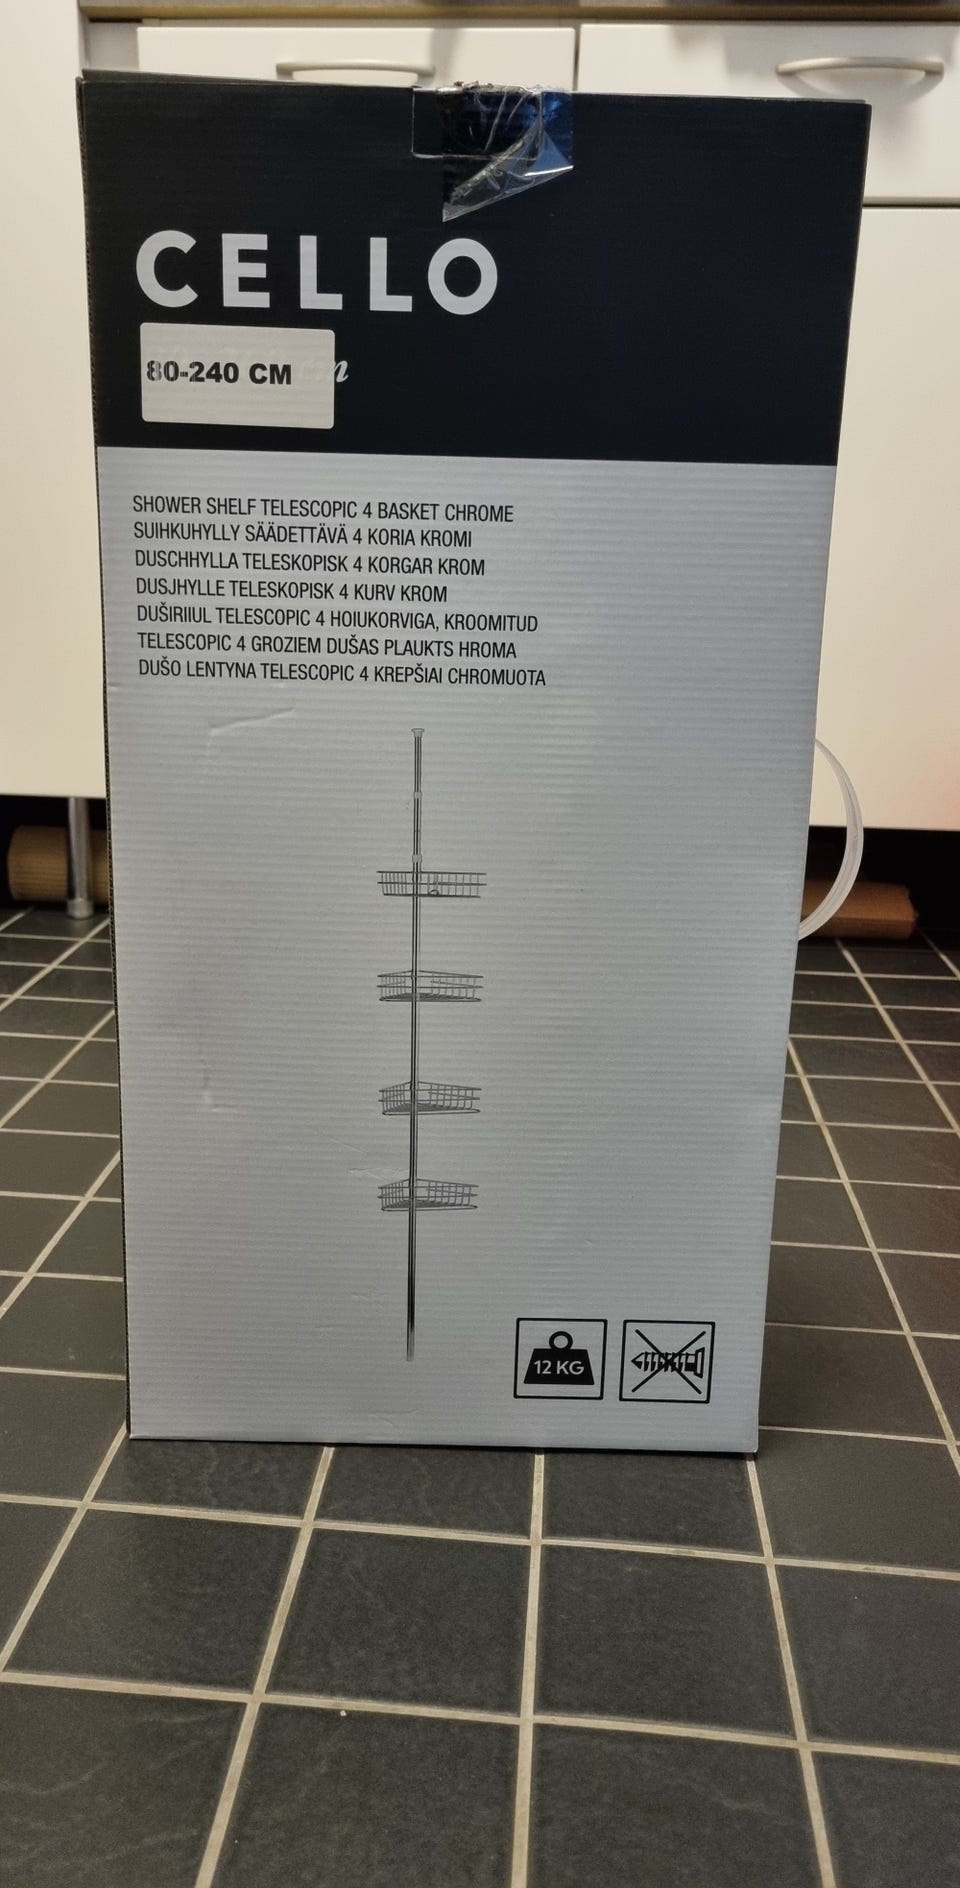 CELLO
80-240 CM
SHOWER SHELF TELESCOPIC 4 BASKET CHROME
SUIHKUHYLLY SÄÄDETTÄVÄ 4 KORIA KROMI
DUSCHHYLLA TELESKOPISK 4 KORGAR KROM
DUSJHYLLE TELESKOPISK 4 KURV KROM
DUŠIRIIUL TELESCOPIC 4 HOIUKORVIGA, KROOMITUD
TELESCOPIC 4 GROZIEM DUŠAS PLAUKTS HROMA
DUŠO LENTYNA TELESCOPIC 4 KREPŠIAI CHROMUOTA
12 KG